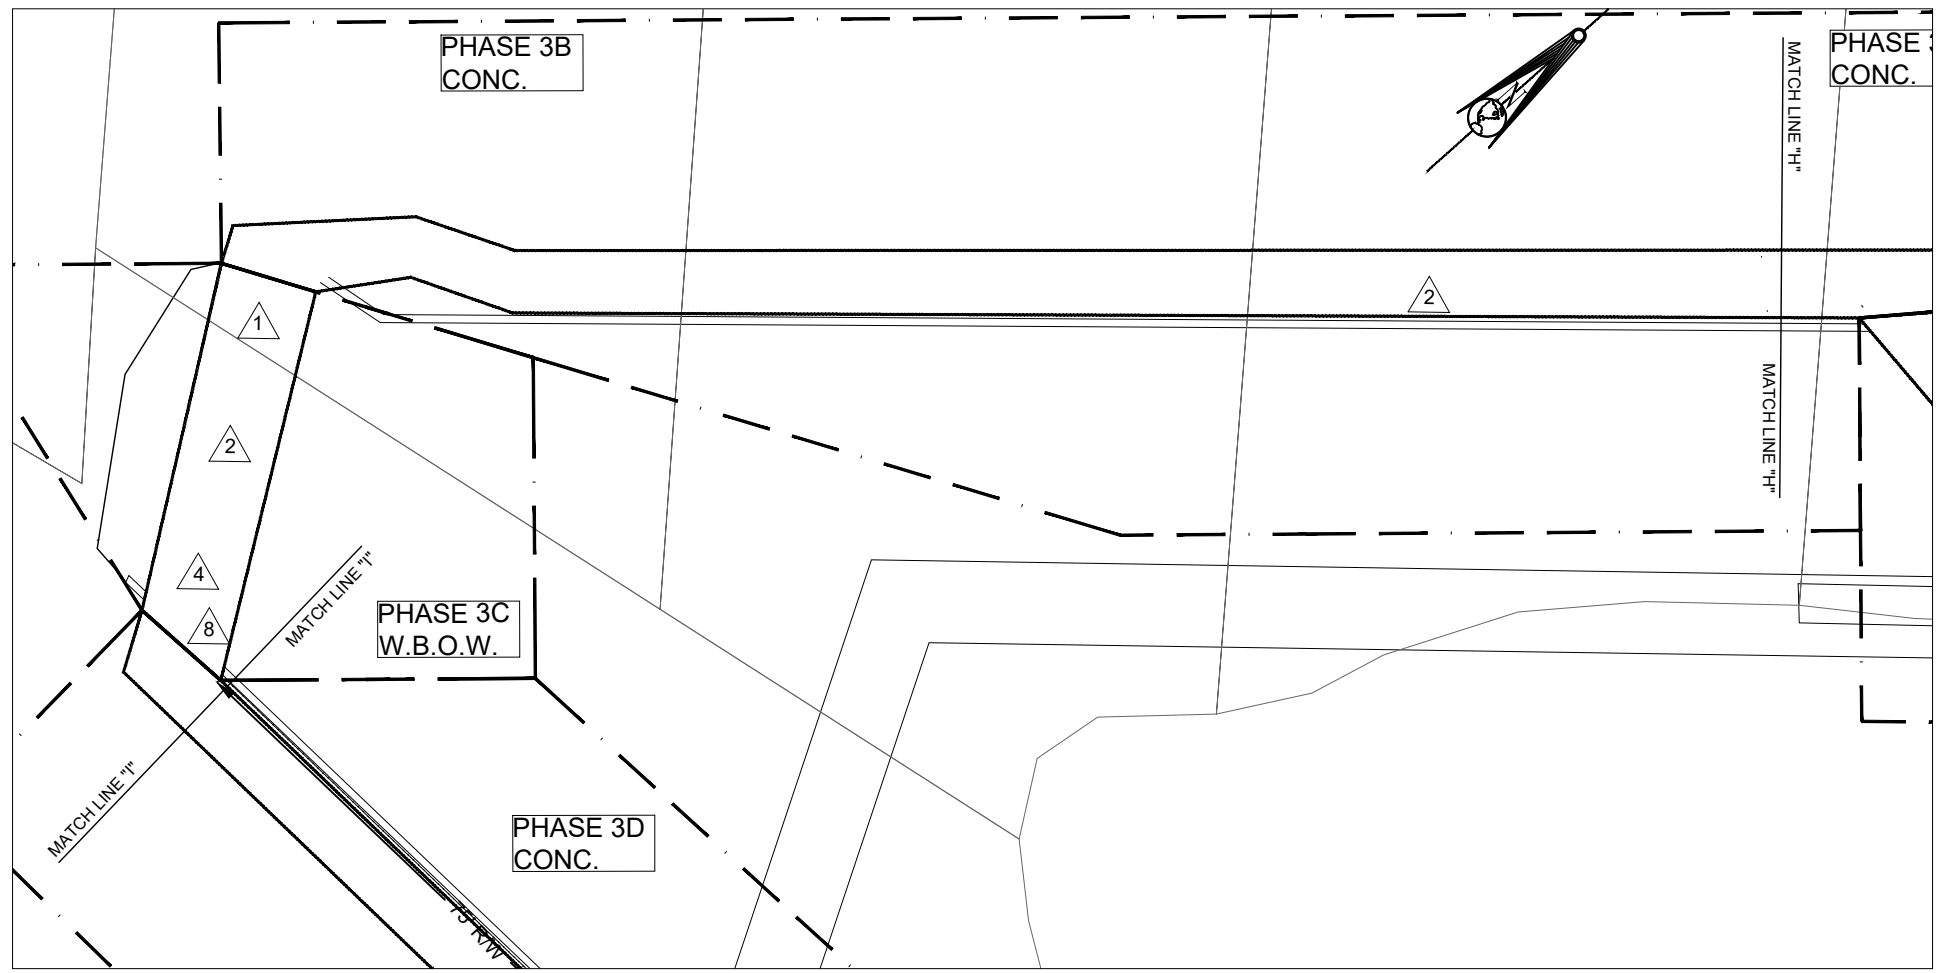 PHASE 3B
CONC.
MATCH LINE "H"
PHASE
CONC.
2
1
MATCH LINE "H"
2
4
8
MATCH LINE "I"
PHASE 3C
W.B.O.W.
MATCH LINE "I"
PHASE 3D
CONC.
75' R/W